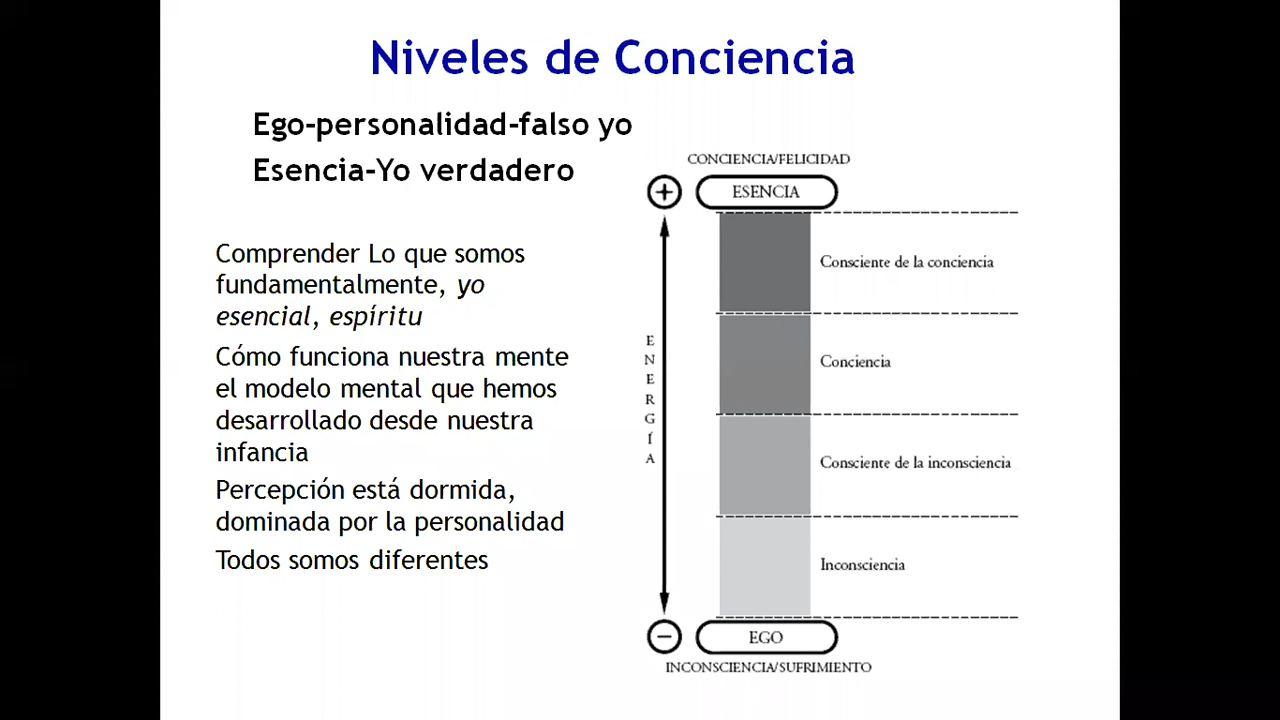 Niveles de Conciencia
Ego-personalidad-falso yo
Esencia-Yo verdadero
Comprender Lo que somos
fundamentalmente, yo
esencial, espíritu
Cómo funciona nuestra mente
el modelo mental que hemos
desarrollado desde nuestra
infancia
Percepción está dormida,
dominada por la personalidad
Todos somos diferentes
CONCIENCIA/FELICIDAD
+ ESENCIA
Consciente de la conciencia
Conciencia
Consciente de la inconsciencia
Inconsciencia
ENERGÍA
− EGO
INCONSCIENCIA/SUFRIMIENTO